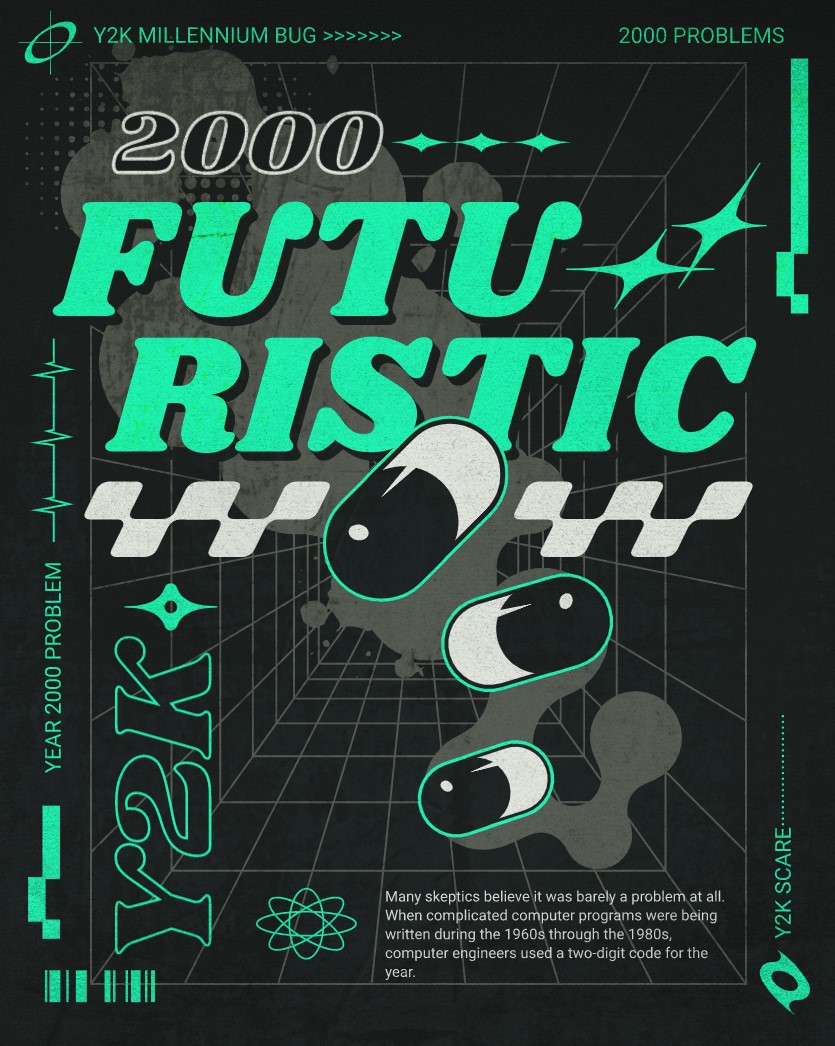 Y2K MILLENNIUM BUG >>>>>>>
2000 PROBLEMS
2000
FUTU
RISTIC
YEAR 2000 PROBLEM
Y2K
Y2K SCARE...............
Many skeptics believe it was barely a problem at all.
When complicated computer programs were being
written during the 1960s through the 1980s,
computer engineers used a two-digit code for the
year.